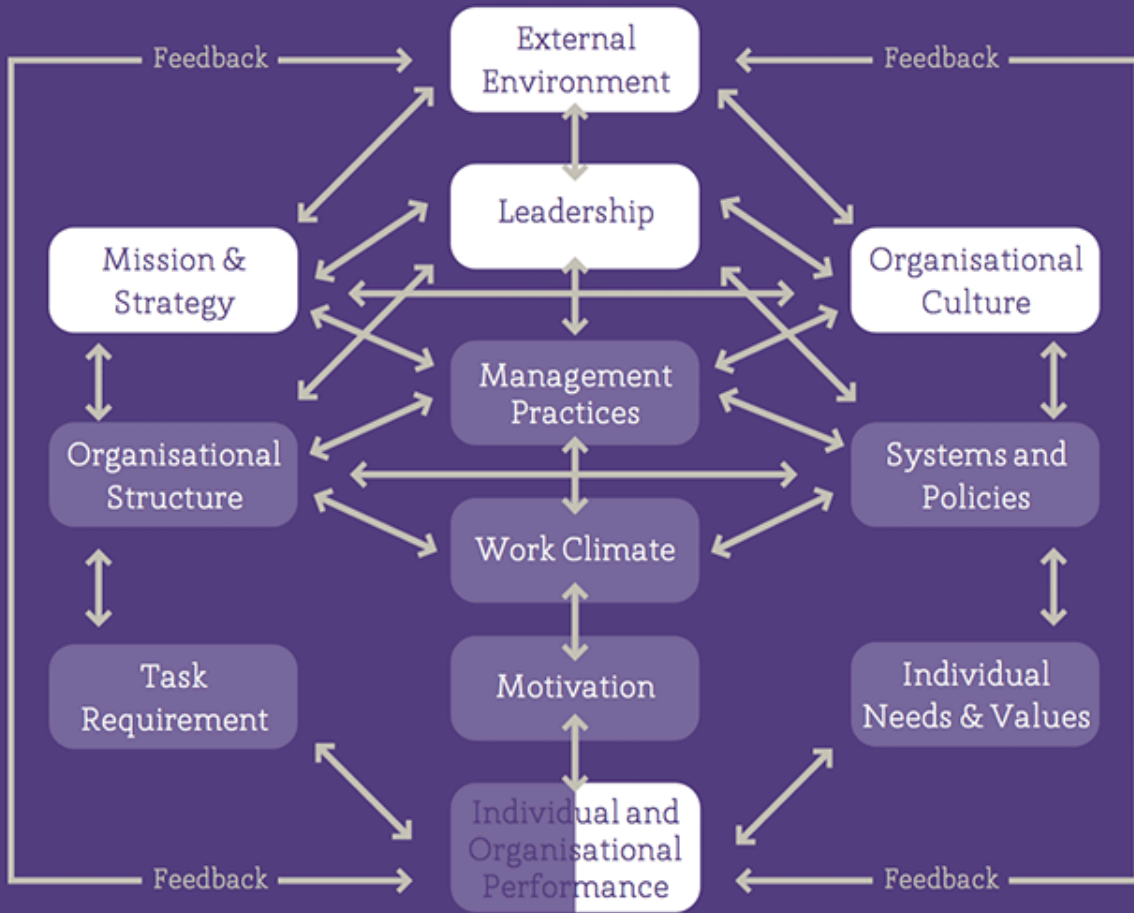 Feedback
External
Environment
Feedback
Leadership
Mission &
Strategy
Organisational
Culture
Management
Practices
Organisational
Structure
Systems and
Policies
Work Climate
Task
Requirement
Motivation
Individual
Needs & Values
Individual and
Organisational
Performance
Feedback
Feedback